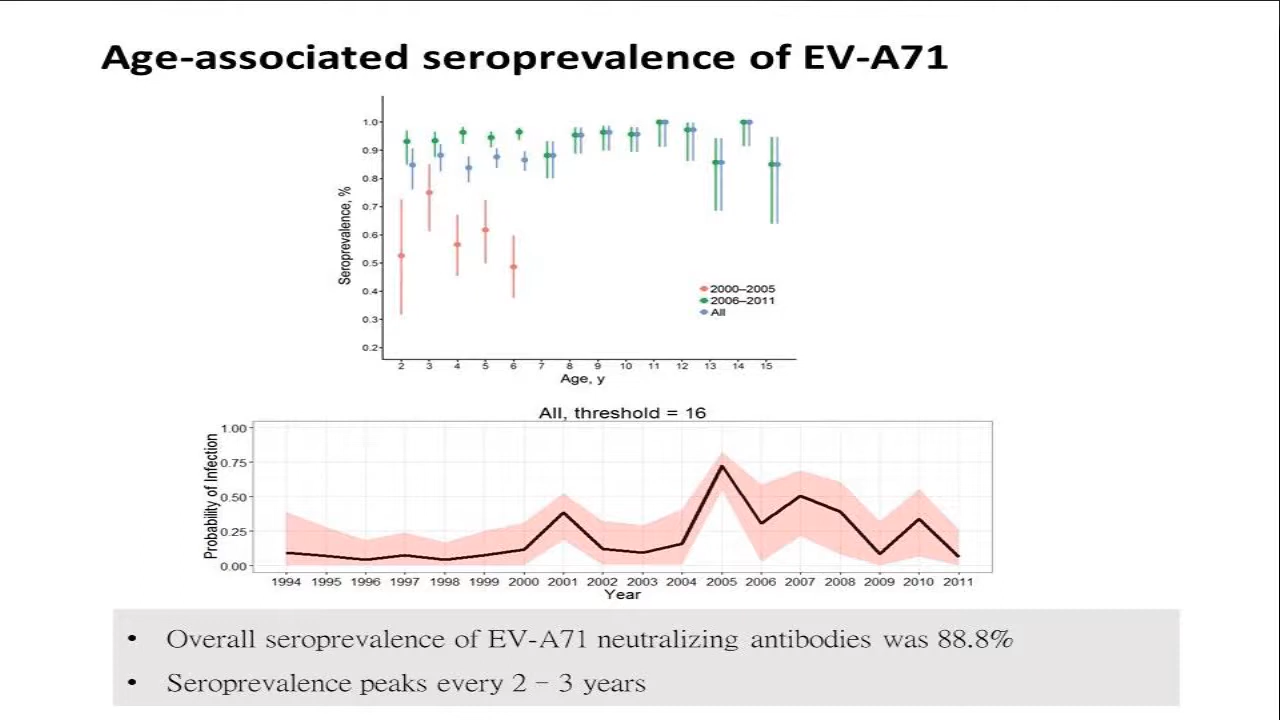 Age-associated seroprevalence of EV-A71
Seroprevalence, %
1.0
0.9
0.8
0.7
0.6
0.5
0.4
0.3
0.2
2000–2005
2006–2011
All
2 3 4 5 6 7 8 9 10 11 12 13 14 15
Age, y
All, threshold = 16
Probability of Infection
1.00
0.75
0.50
0.25
0.00
1994 1995 1996 1997 1998 1999 2000 2001 2002 2003 2004 2005 2006 2007 2008 2009 2010 2011
Year
• Overall seroprevalence of EV-A71 neutralizing antibodies was 88.8%
• Seroprevalence peaks every 2 – 3 years